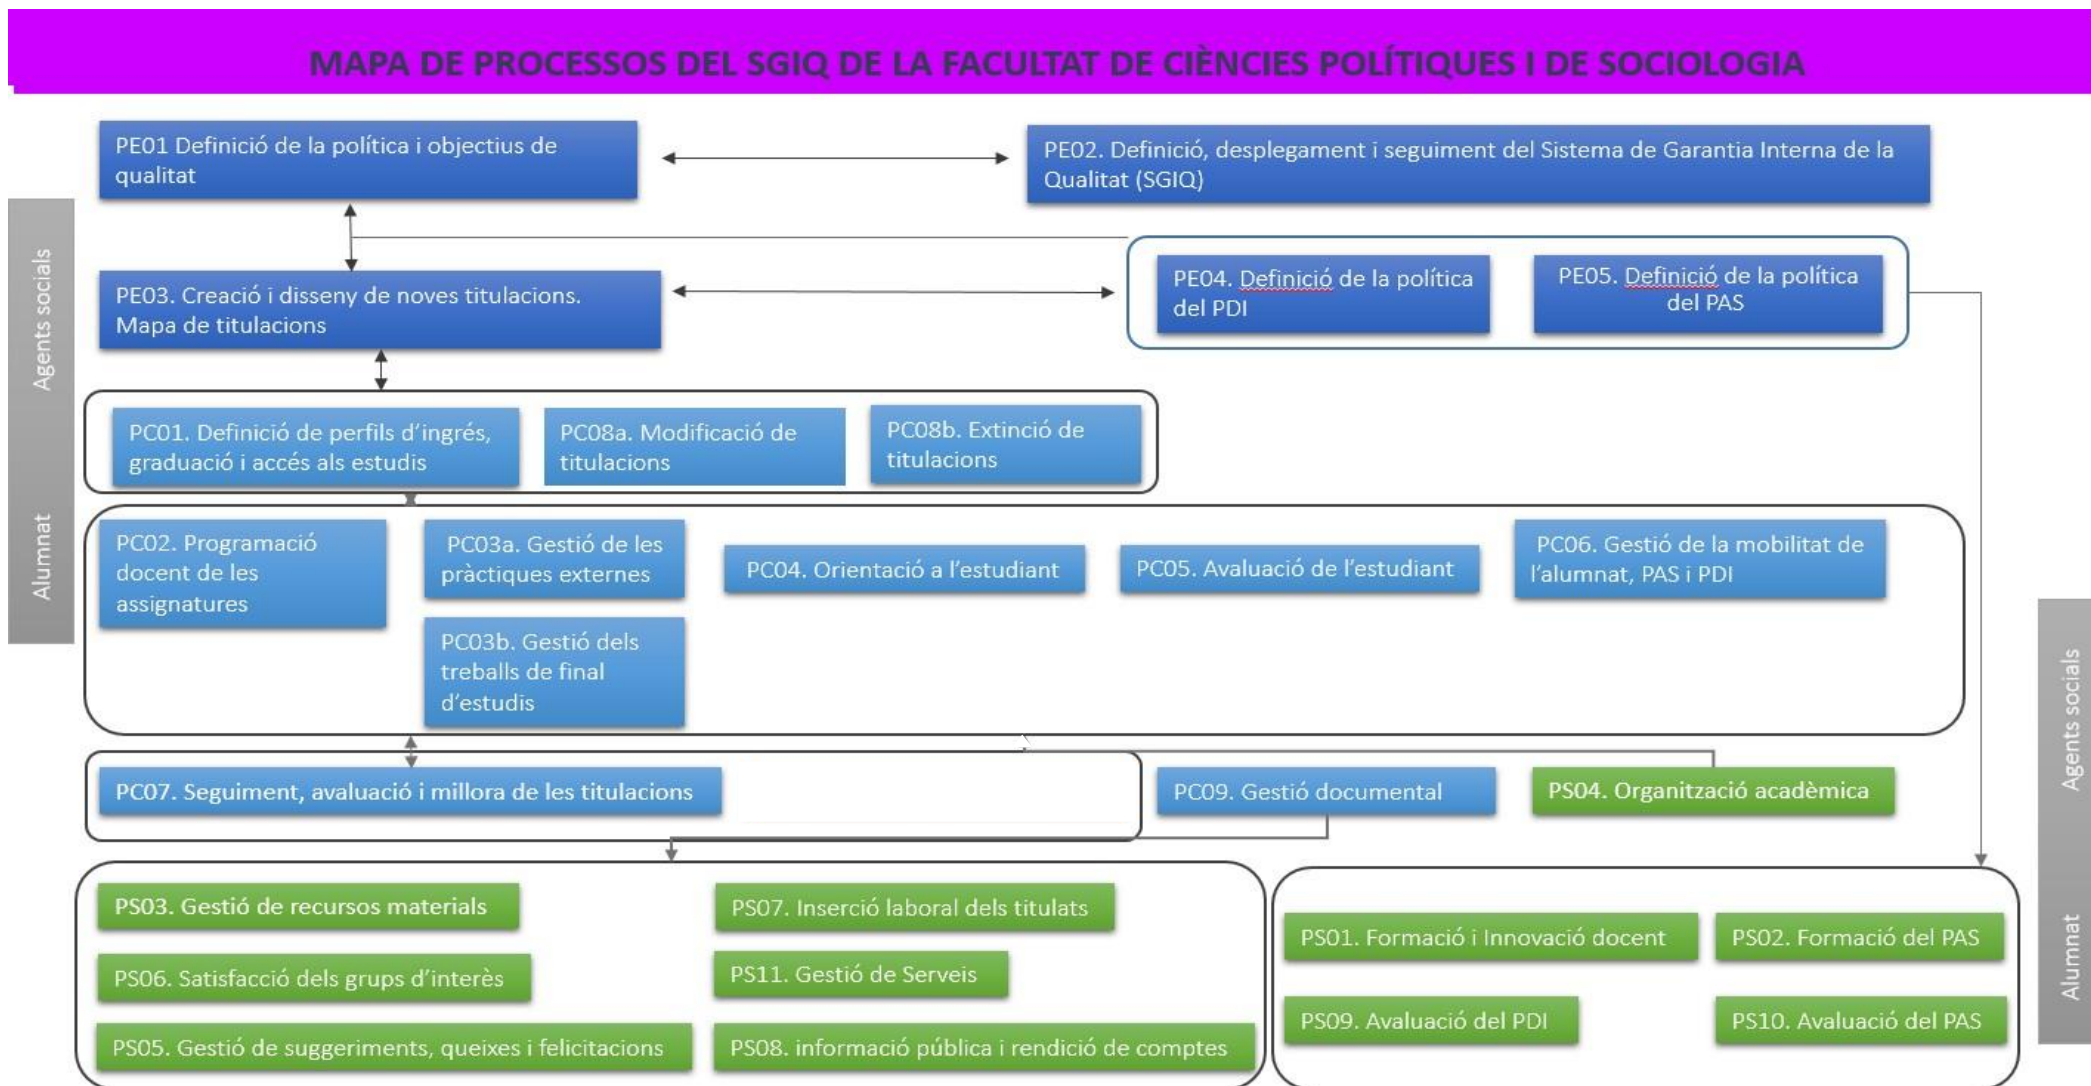 MAPA DE PROCESSOS DEL SGIQ DE LA FACULTAT DE CIÈNCIES POLÍTIQUES I DE SOCIOLOGIA
PE01 Definició de la política i objectius de
qualitat
PE02. Definició, desplegament i seguiment del Sistema de Garantia Interna de la
Qualitat (SGIQ)
Agents socials
Alumnat
PE03. Creació i disseny de noves titulacions.
Mapa de titulacions
PE04. Definició de la política
del PDI
PE05. Definició de la política
del PAS
PC01. Definició de perfils d'ingrés,
graduació i accés als estudis
PC08a. Modificació de
titulacions
PC08b. Extinció de
titulacions
PC02. Programació
docent de les
assignatures
PC03a. Gestió de les
pràctiques externes
PC04. Orientació a l'estudiant
PC05. Avaluació de l'estudiant
PC06. Gestió de la mobilitat de
l'alumnat, PAS i PDI
PC03b. Gestió dels
treballs de final
d'estudis
PC07. Seguiment, avaluació i millora de les titulacions
PC09. Gestió documental
PS04. Organització acadèmica
Agents socials
Alumnat
PS03. Gestió de recursos materials
PS07. Inserció laboral dels titulats
PS06. Satisfacció dels grups d'interès
PS11. Gestió de Serveis
PS05. Gestió de suggeriments, queixes i felicitacions
PS08. informació pública i rendició de comptes
PS01. Formació i Innovació docent
PS02. Formació del PAS
PS09. Avaluació del PDI
PS10. Avaluació del PAS